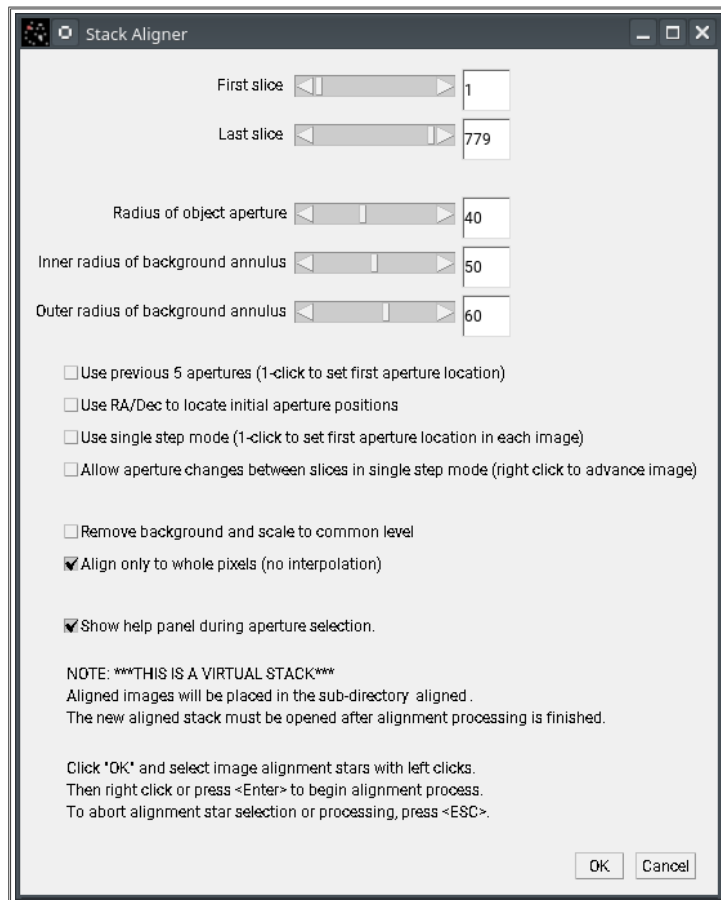 Stack Aligner
First slice 1
Last slice 779
Radius of object aperture 40
Inner radius of background annulus 50
Outer radius of background annulus 60
Use previous 5 apertures (1-click to set first aperture location)
Use RA/Dec to locate initial aperture positions
Use single step mode (1-click to set first aperture location in each image)
Allow aperture changes between slices in single step mode (right click to advance image)
Remove background and scale to common level
Align only to whole pixels (no interpolation)
Show help panel during aperture selection.
NOTE: ***THIS IS A VIRTUAL STACK***
Aligned images will be placed in the sub-directory aligned .
The new aligned stack must be opened after alignment processing is finished.
Click "OK" and select image alignment stars with left clicks.
Then right click or press <Enter> to begin alignment process.
To abort alignment star selection or processing, press <ESC>.
OK Cancel